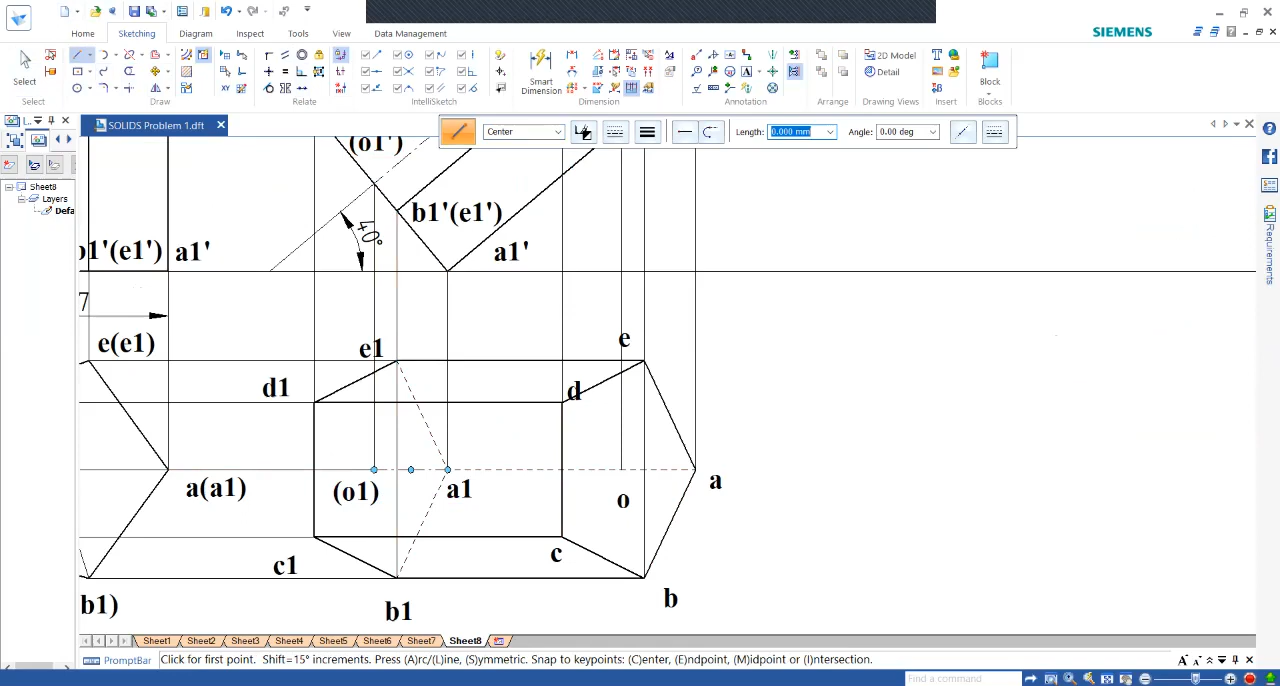 Home
Sketching
Diagram
Inspect
Tools
View
Data Management
SIEMENS
Select
Smart
Dimension
2D Model
Detail
Block
Select
Draw
Relate
IntelliSketch
Dimension
Annotation
Arrange
Drawing Views
Insert
Blocks
SOLIDS Problem 1.dft
Center
Length:
0.000 mm
Angle:
0.00 deg
Sheet8
Layers
Defa
Requirements
(o1')
b1'(e1')
40°
b1'(e1')
a1'
a1'
7
e(e1)
e1
e
d1
d
a(a1)
(o1)
a1
o
a
c1
c
b1)
b1
b
Sheet1
Sheet2
Sheet3
Sheet4
Sheet5
Sheet6
Sheet7
Sheet8
PromptBar
Click for first point. Shift=15° increments. Press (A)rc/(L)ine, (S)ymmetric. Snap to keypoints: (C)enter, (E)ndpoint, (M)idpoint or (I)ntersection.
Find a command